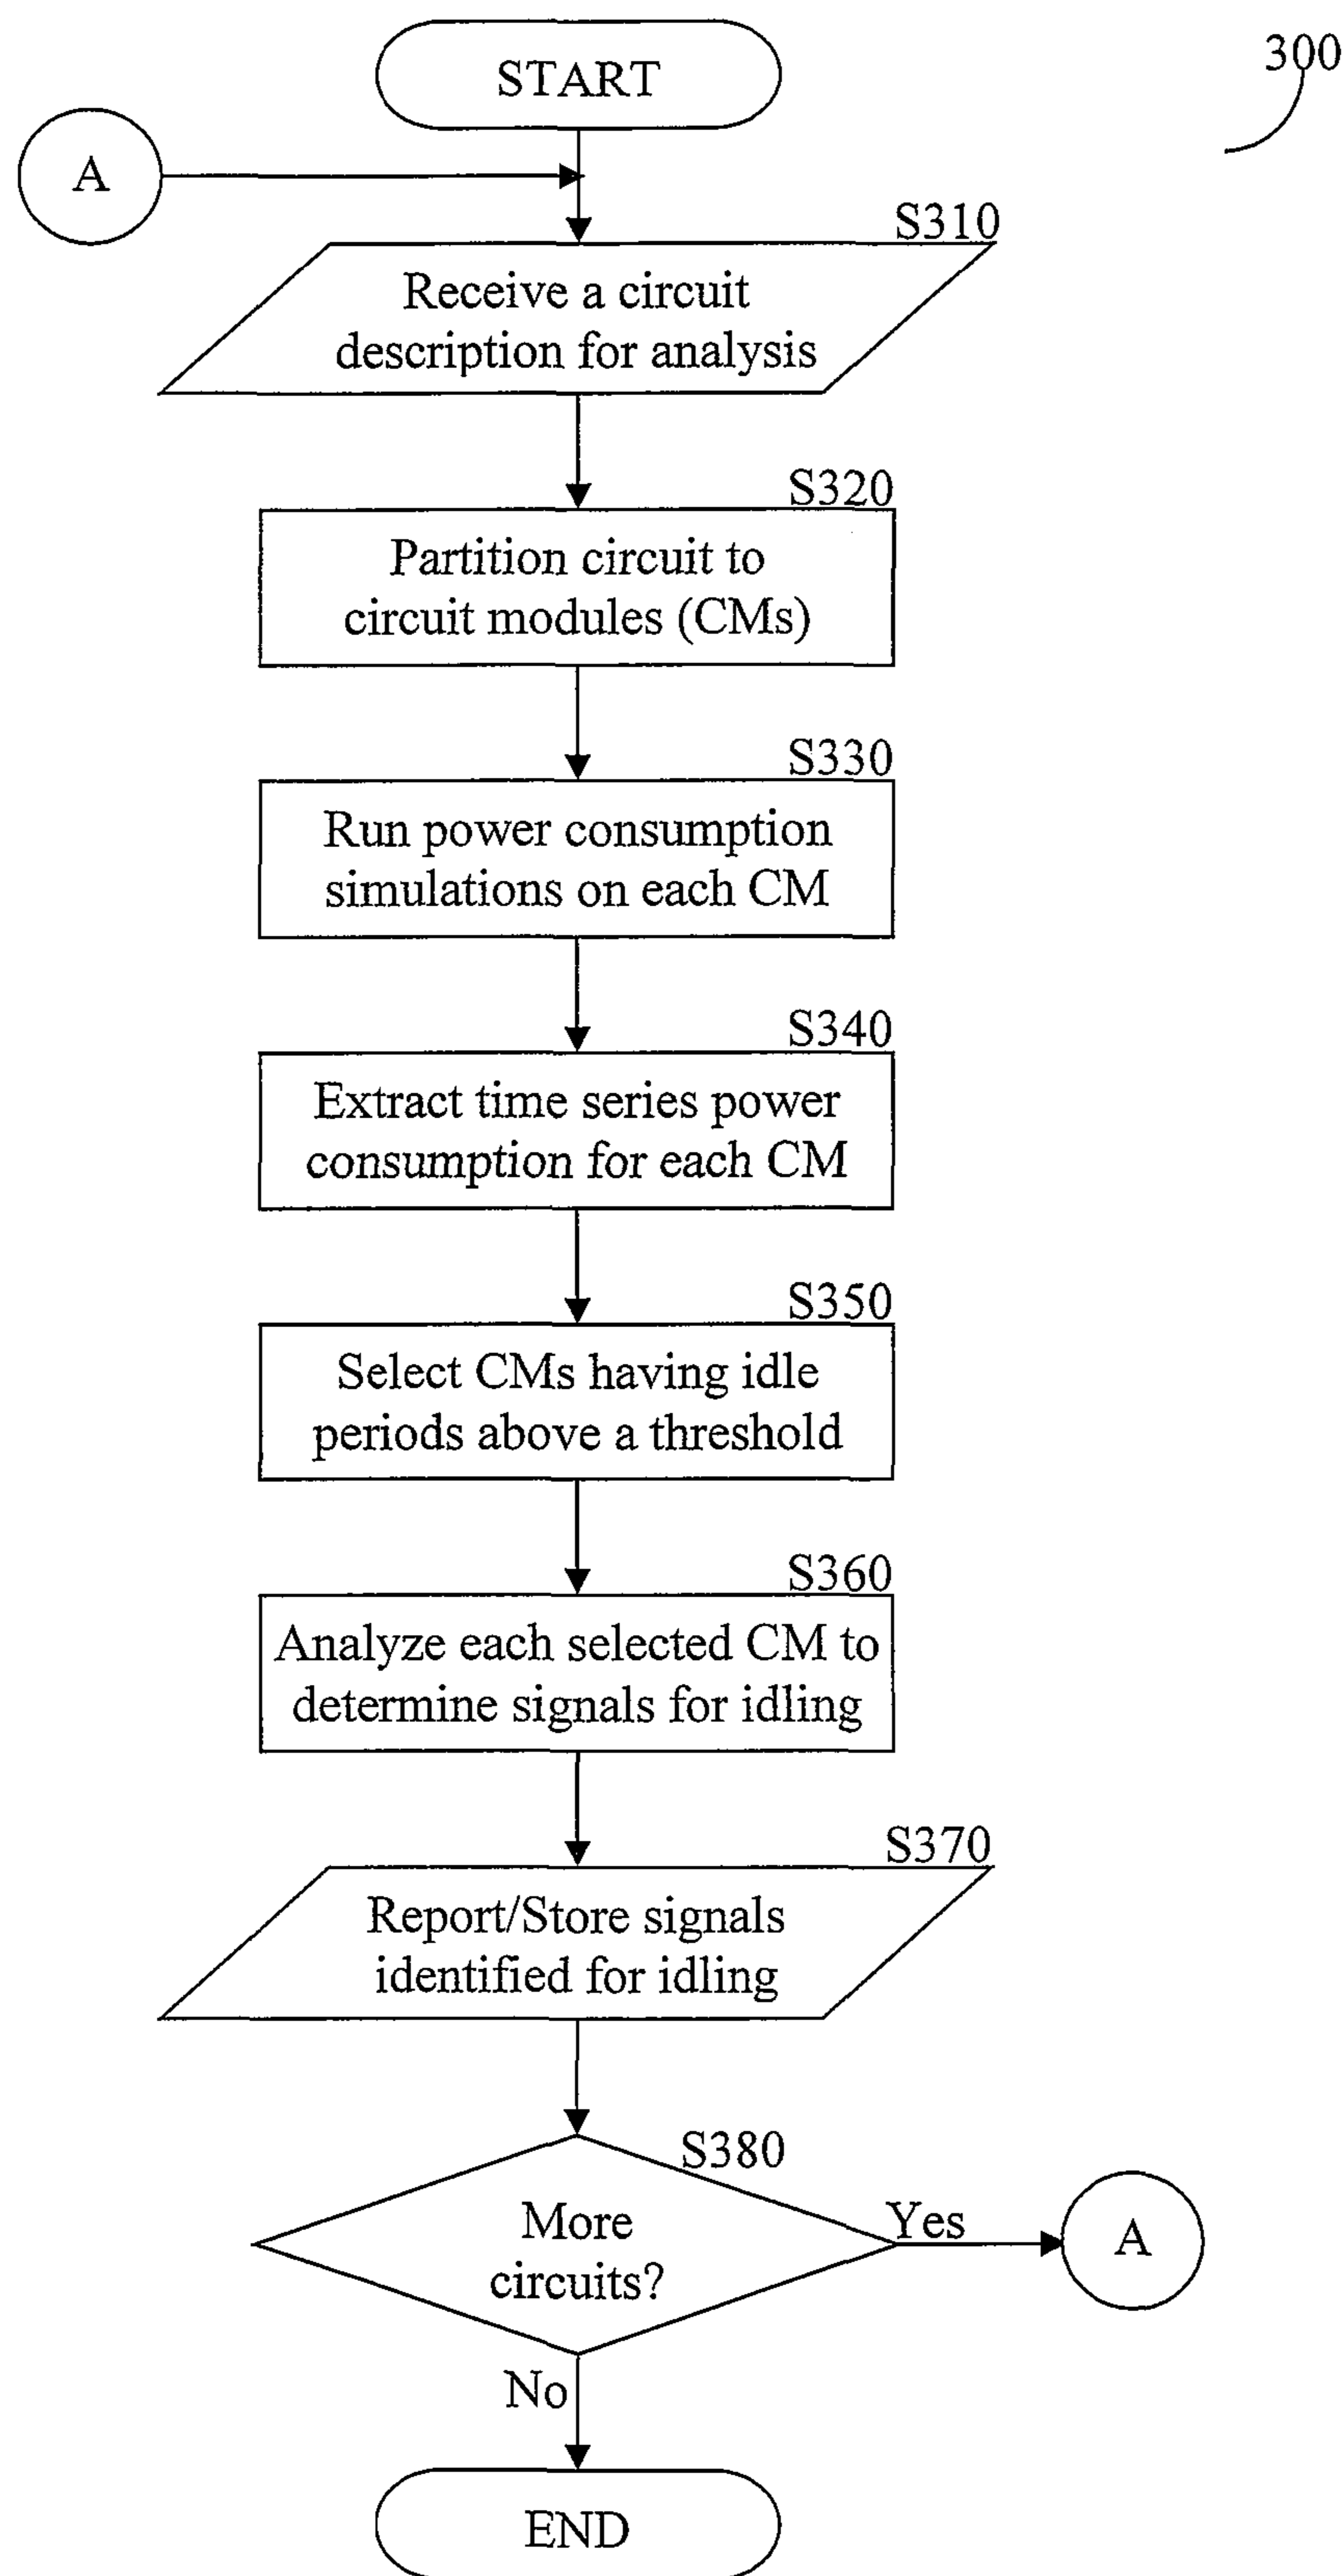 START
300
A
S310
Receive a circuit
description for analysis
S320
Partition circuit to
circuit modules (CMs)
S330
Run power consumption
simulations on each CM
S340
Extract time series power
consumption for each CM
S350
Select CMs having idle
periods above a threshold
S360
Analyze each selected CM to
determine signals for idling
S370
Report/Store signals
identified for idling
S380
More
circuits?
Yes
A
No
END